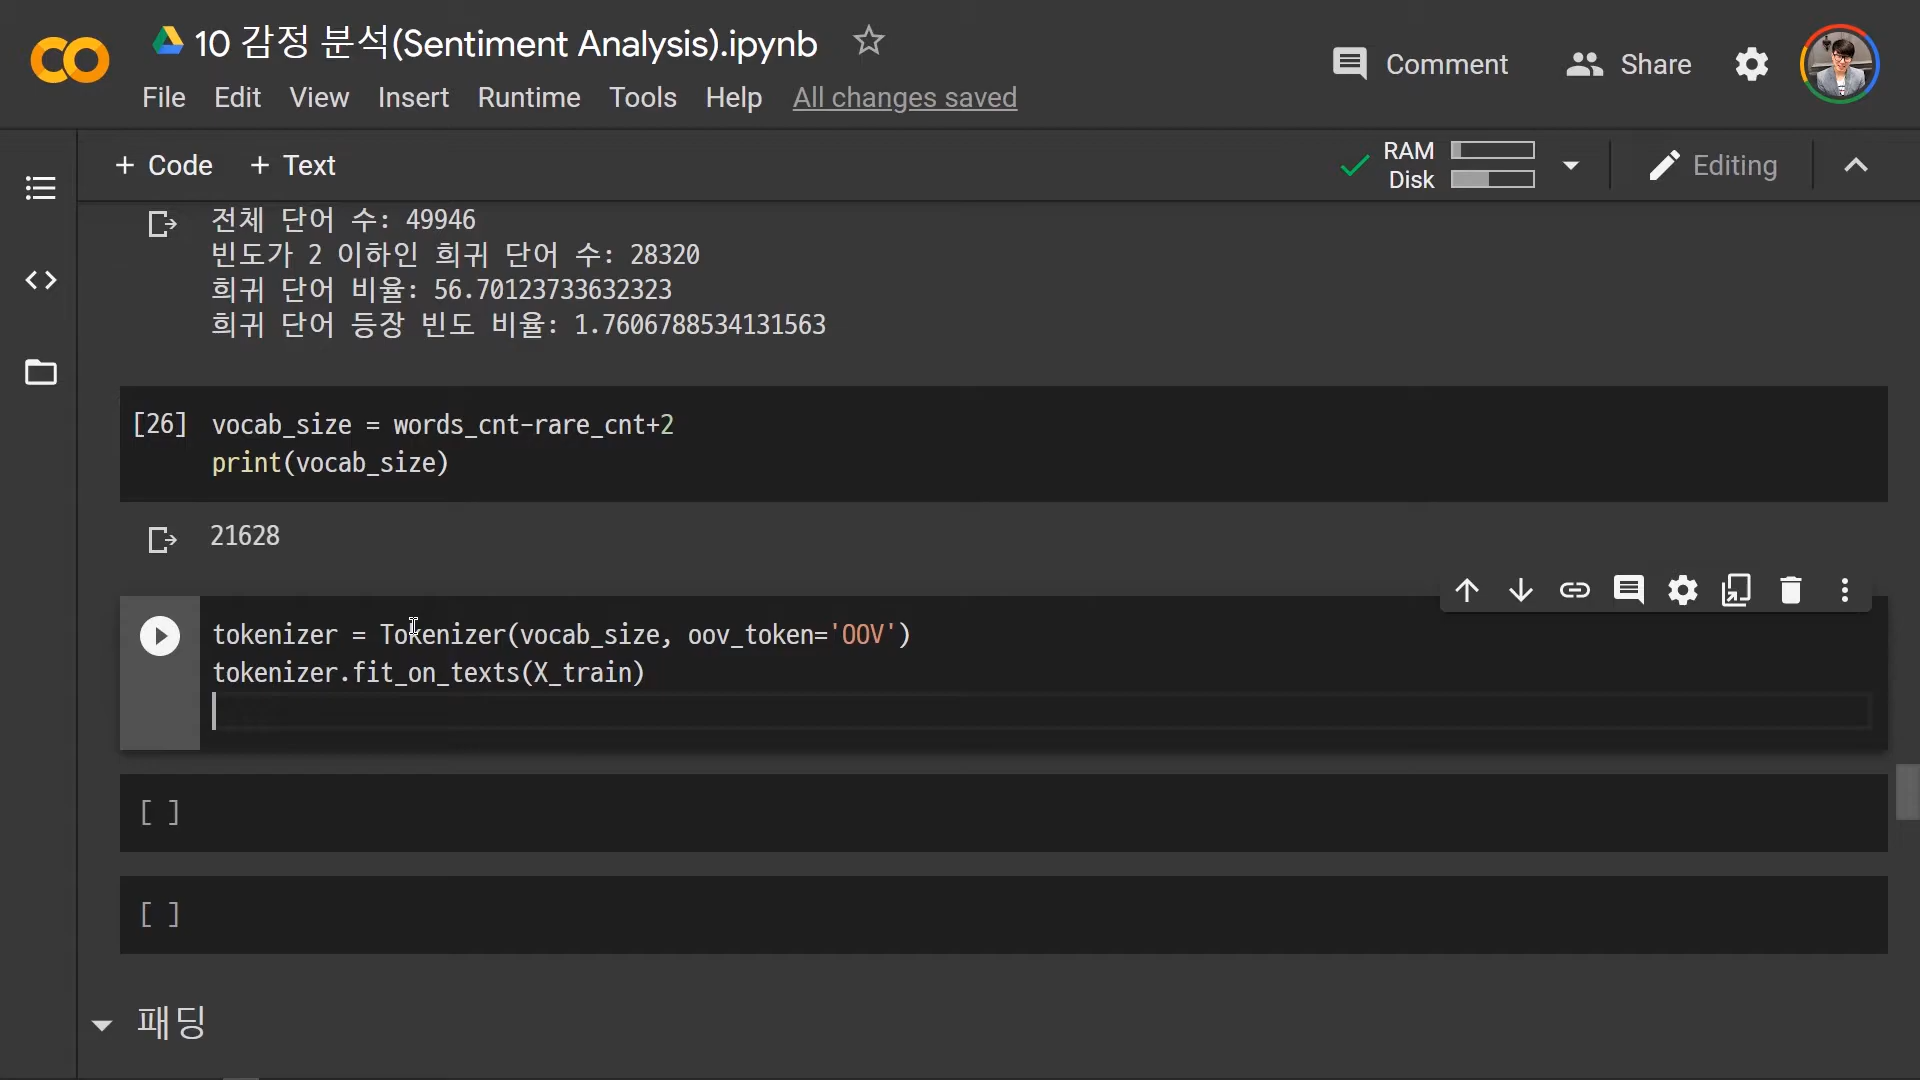 10 감정 분석(Sentiment Analysis).ipynb
File Edit View Insert Runtime Tools Help All changes saved
Comment Share
+ Code + Text
RAM
Disk
Editing
전체 단어 수: 49946
빈도가 2 이하인 희귀 단어 수: 28320
희귀 단어 비율: 56.70123733632323
희귀 단어 등장 빈도 비율: 1.7606788534131563
[26] vocab_size = words_cnt-rare_cnt+2
print(vocab_size)
21628
tokenizer = Tokenizer(vocab_size, oov_token='OOV')
tokenizer.fit_on_texts(X_train)
[ ]
[ ]
패딩